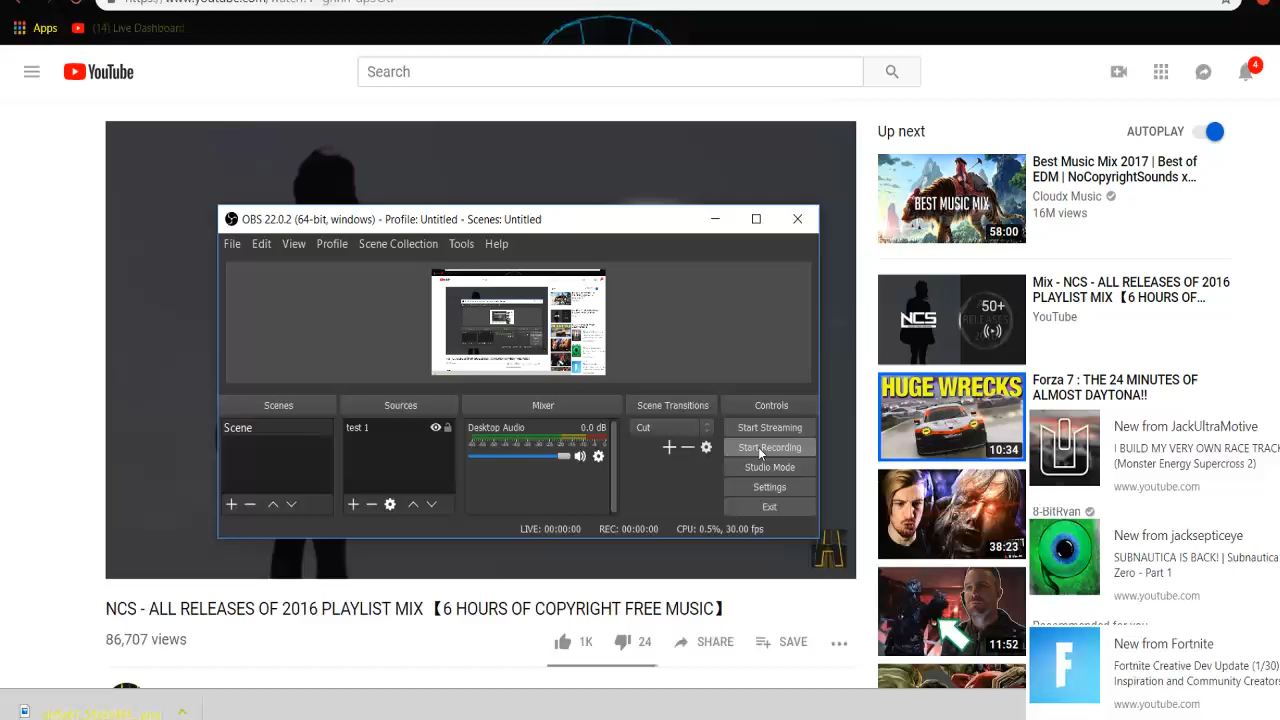 Apps
(14) Live Dashboard
YouTube
Search
4
Up next
AUTOPLAY
BEST MUSIC MIX
58:00
Best Music Mix 2017 | Best of
EDM | NoCopyrightSounds x...
Cloudx Music
16M views
OBS 22.0.2 (64-bit, windows) - Profile: Untitled - Scenes: Untitled
File Edit View Profile Scene Collection Tools Help
Scenes
Sources
Mixer
Scene Transitions
Controls
Scene
test 1
Desktop Audio 0.0 dB
Cut
Start Streaming
Start Recording
Studio Mode
Settings
Exit
LIVE: 00:00:00 REC: 00:00:00 CPU: 0.5%, 30.00 fps
NCS
50+
Mix - NCS - ALL RELEASES OF 2016
PLAYLIST MIX【6 HOURS OF...
YouTube
HUGE WRECKS
10:34
Forza 7 : THE 24 MINUTES OF
ALMOST DAYTONA!!
New from JackUltraMotive
I BUILD MY VERY OWN RACE TRACK
(Monster Energy Supercross 2)
www.youtube.com
38:23
8-BitRyan
New from jacksepticeye
SUBNAUTICA IS BACK! | Subnautica
Zero - Part 1
www.youtube.com
11:52
Recommended for you
New from Fortnite
Fortnite Creative Dev Update (1/30)
Inspiration and Community Creators
www.youtube.com
NCS - ALL RELEASES OF 2016 PLAYLIST MIX【6 HOURS OF COPYRIGHT FREE MUSIC】
86,707 views
1K
24
SHARE
SAVE